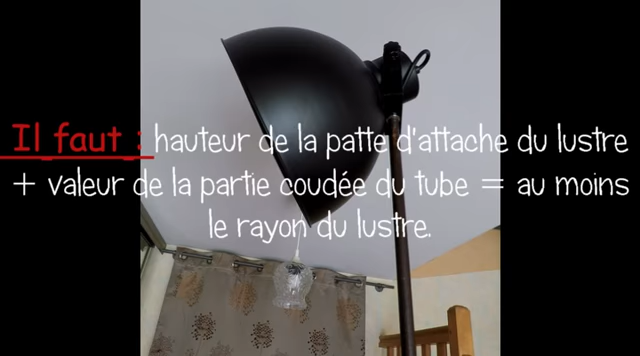 Il faut : hauteur de la patte d'attache du lustre
+ valeur de la partie coudée du tube = au moins
le rayon du lustre.